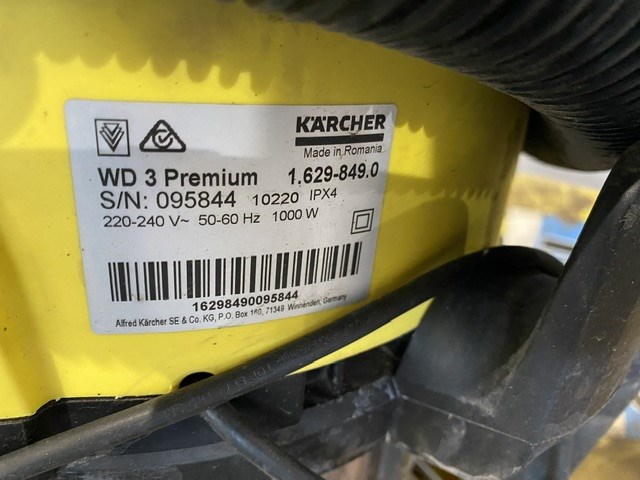 KÄRCHER
Made in Romania
WD 3 Premium 1.629-849.0
S/N: 095844 10220 IPX4
220-240 V~ 50-60 Hz 1000 W
16298490095844
Alfred Kärcher SE & Co. KG, P.O. Box 160, 71349 Winnenden, Germany